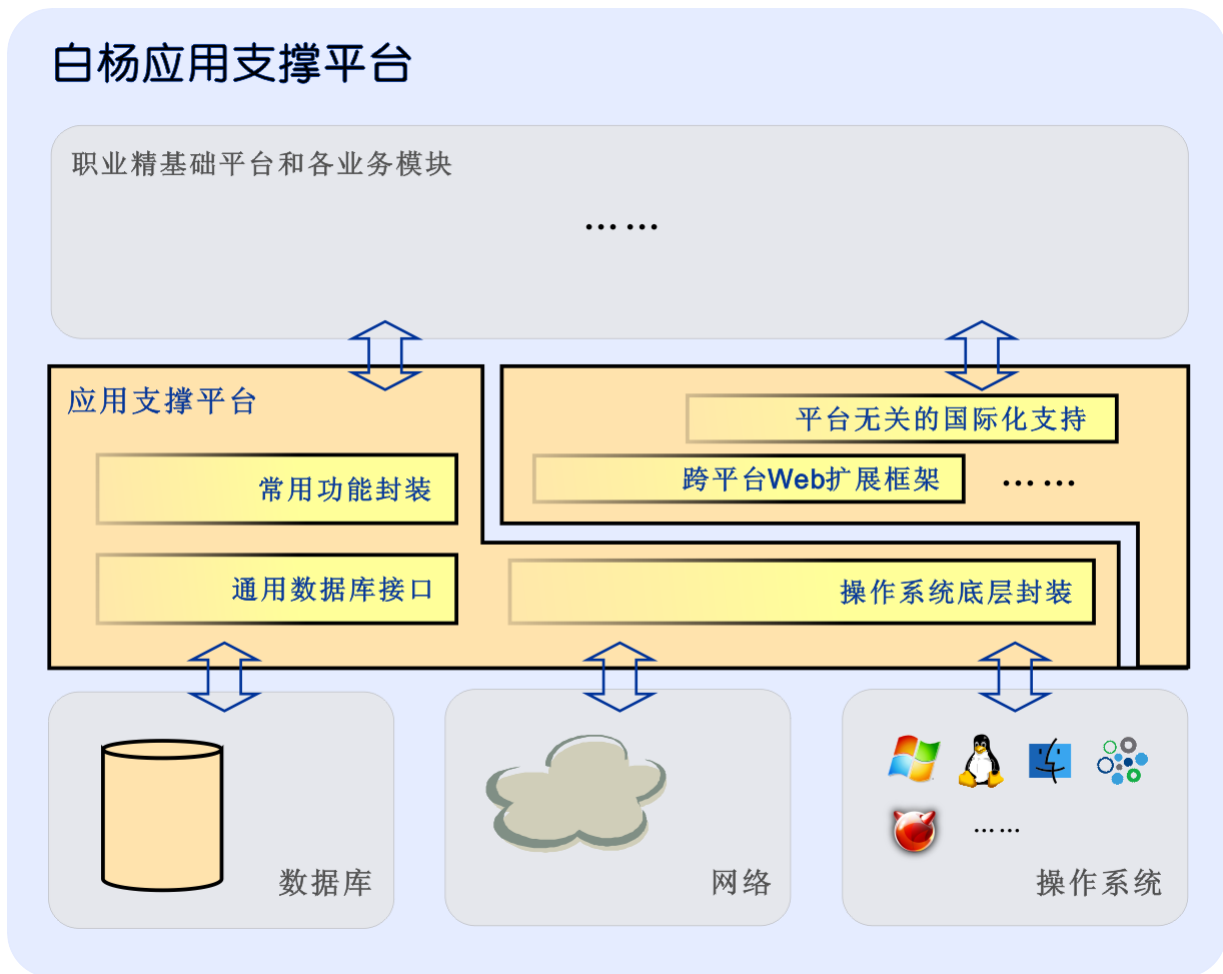 白杨应用支撑平台
职业精基础平台和各业务模块
……
应用支撑平台
平台无关的国际化支持
跨平台Web扩展框架
……
常用功能封装
通用数据库接口
操作系统底层封装
……
数据库
网络
操作系统